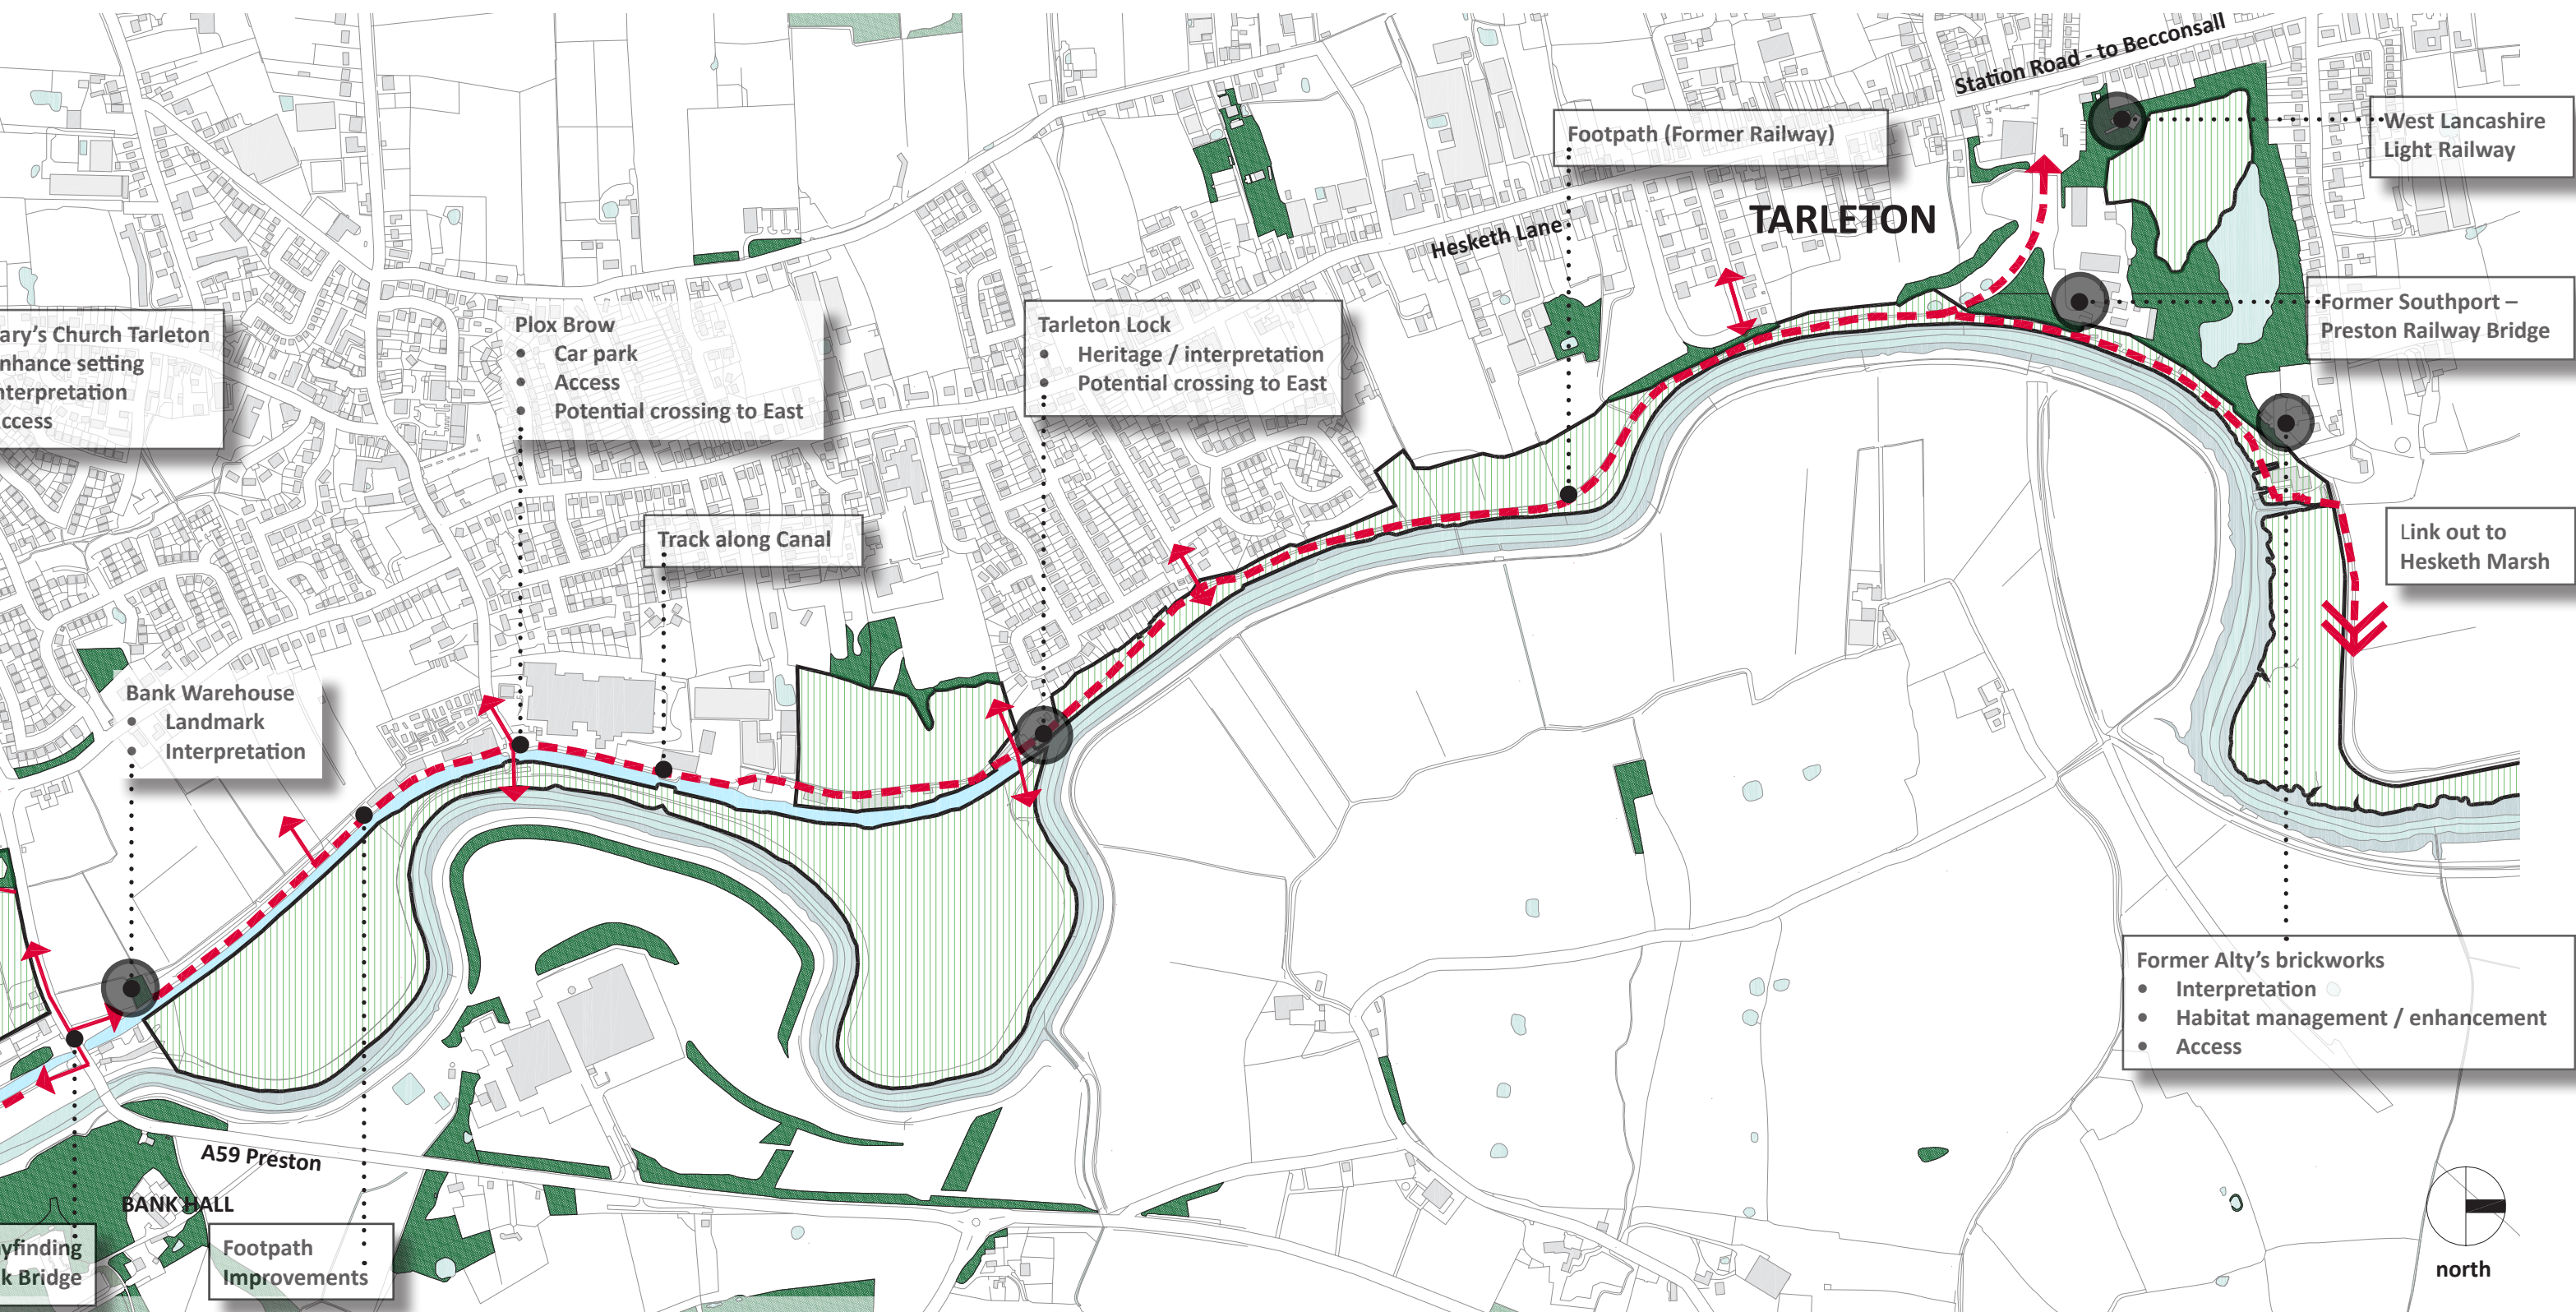 Station Road - to Becconsall
West Lancashire
Light Railway
Footpath (Former Railway)
TARLETON
Hesketh Lane
Former Southport –
Preston Railway Bridge
ary's Church Tarleton
nhance setting
nterpretation
ccess
Plox Brow
• Car park
• Access
• Potential crossing to East
Tarleton Lock
• Heritage / interpretation
• Potential crossing to East
Track along Canal
Link out to
Hesketh Marsh
Bank Warehouse
• Landmark
• Interpretation
Former Alty's brickworks
• Interpretation
• Habitat management / enhancement
• Access
A59 Preston
BANK HALL
yfinding
k Bridge
Footpath
Improvements
north